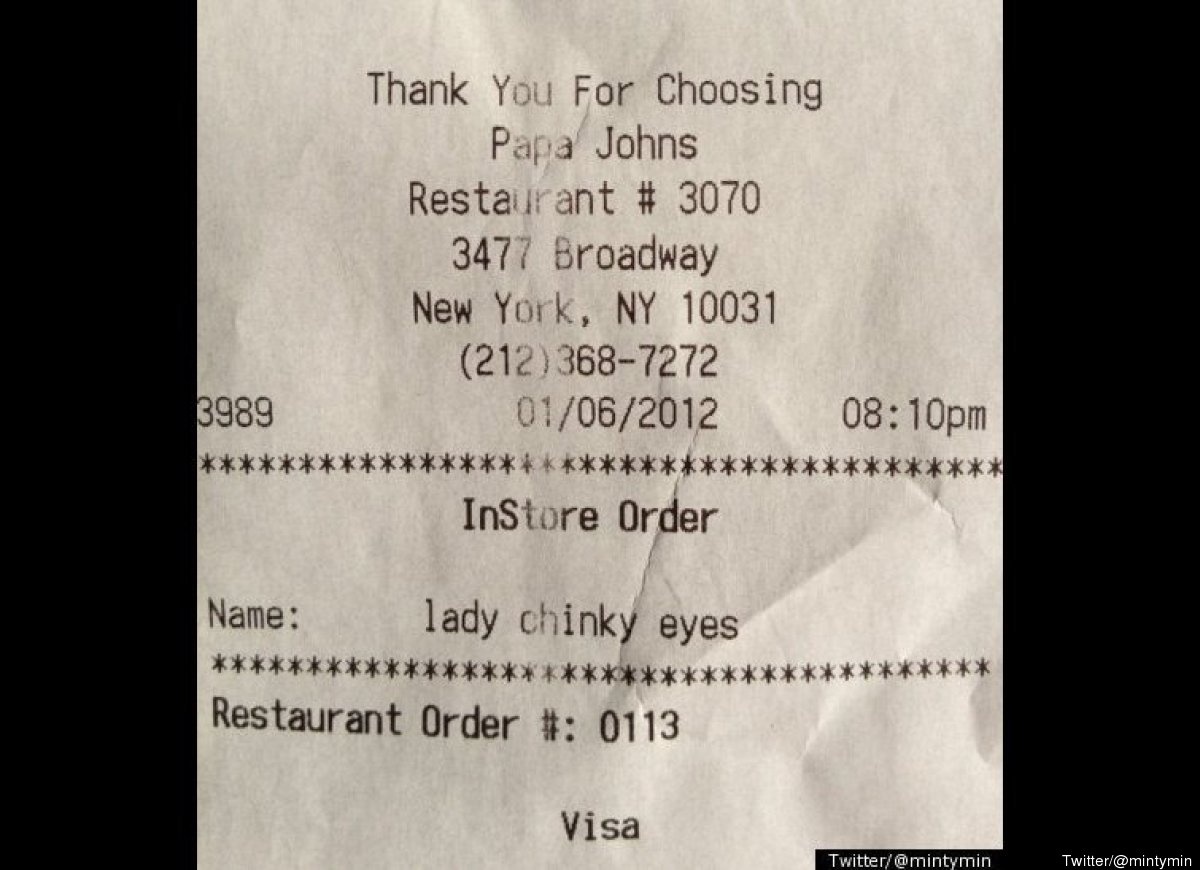 Thank You For Choosing
Papa Johns
Restaurant # 3070
3477 Broadway
New York, NY 10031
(212)368-7272
3989 01/06/2012 08:10pm
******************************************
InStore Order
Name: lady chinky eyes
*****************************************
Restaurant Order #: 0113
Visa
Twitter/@mintymin Twitter/@mintymin